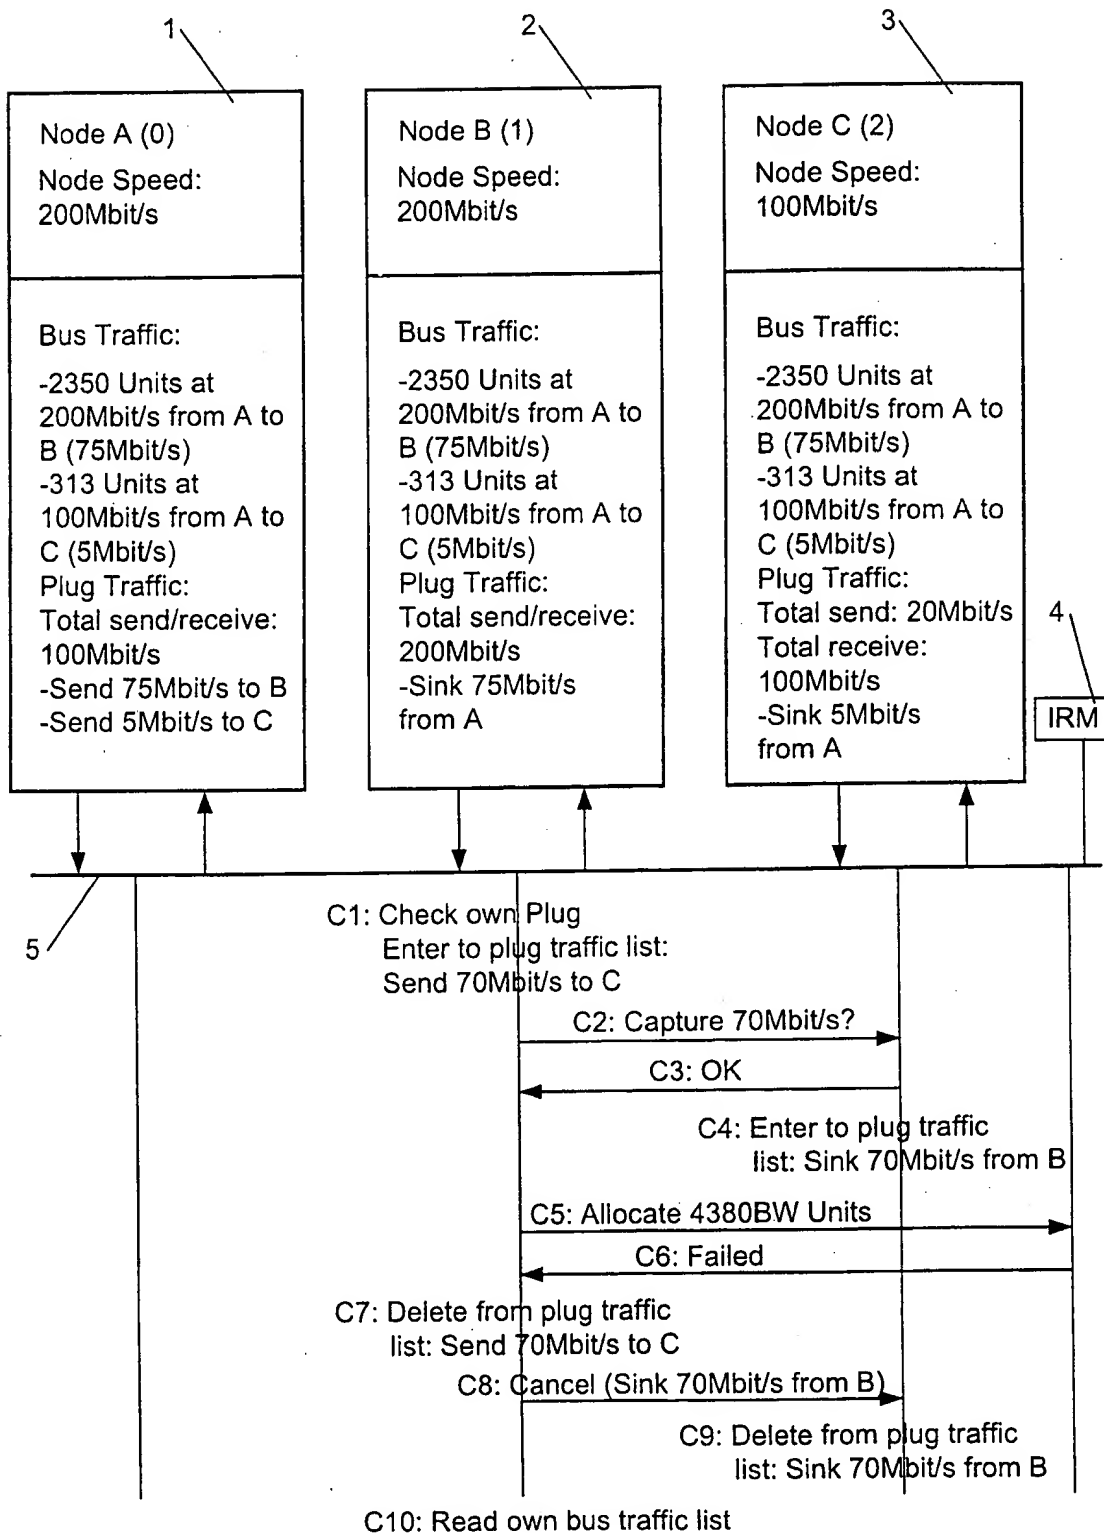 1
2
3
Node A (0)
Node Speed:
200Mbit/s
Bus Traffic:
-2350 Units at
200Mbit/s from A to
B (75Mbit/s)
-313 Units at
100Mbit/s from A to
C (5Mbit/s)
Plug Traffic:
Total send/receive:
100Mbit/s
-Send 75Mbit/s to B
-Send 5Mbit/s to C
Node B (1)
Node Speed:
200Mbit/s
Bus Traffic:
-2350 Units at
200Mbit/s from A to
B (75Mbit/s)
-313 Units at
100Mbit/s from A to
C (5Mbit/s)
Plug Traffic:
Total send/receive:
200Mbit/s
-Sink 75Mbit/s
from A
Node C (2)
Node Speed:
100Mbit/s
Bus Traffic:
-2350 Units at
200Mbit/s from A to
B (75Mbit/s)
-313 Units at
100Mbit/s from A to
C (5Mbit/s)
Plug Traffic:
Total send: 20Mbit/s
Total receive:
100Mbit/s
-Sink 5Mbit/s
from A
4
IRM
5
C1: Check own Plug
Enter to plug traffic list:
Send 70Mbit/s to C
C2: Capture 70Mbit/s?
C3: OK
C4: Enter to plug traffic
list: Sink 70Mbit/s from B
C5: Allocate 4380BW Units
C6: Failed
C7: Delete from plug traffic
list: Send 70Mbit/s to C
C8: Cancel (Sink 70Mbit/s from B)
C9: Delete from plug traffic
list: Sink 70Mbit/s from B
C10: Read own bus traffic list